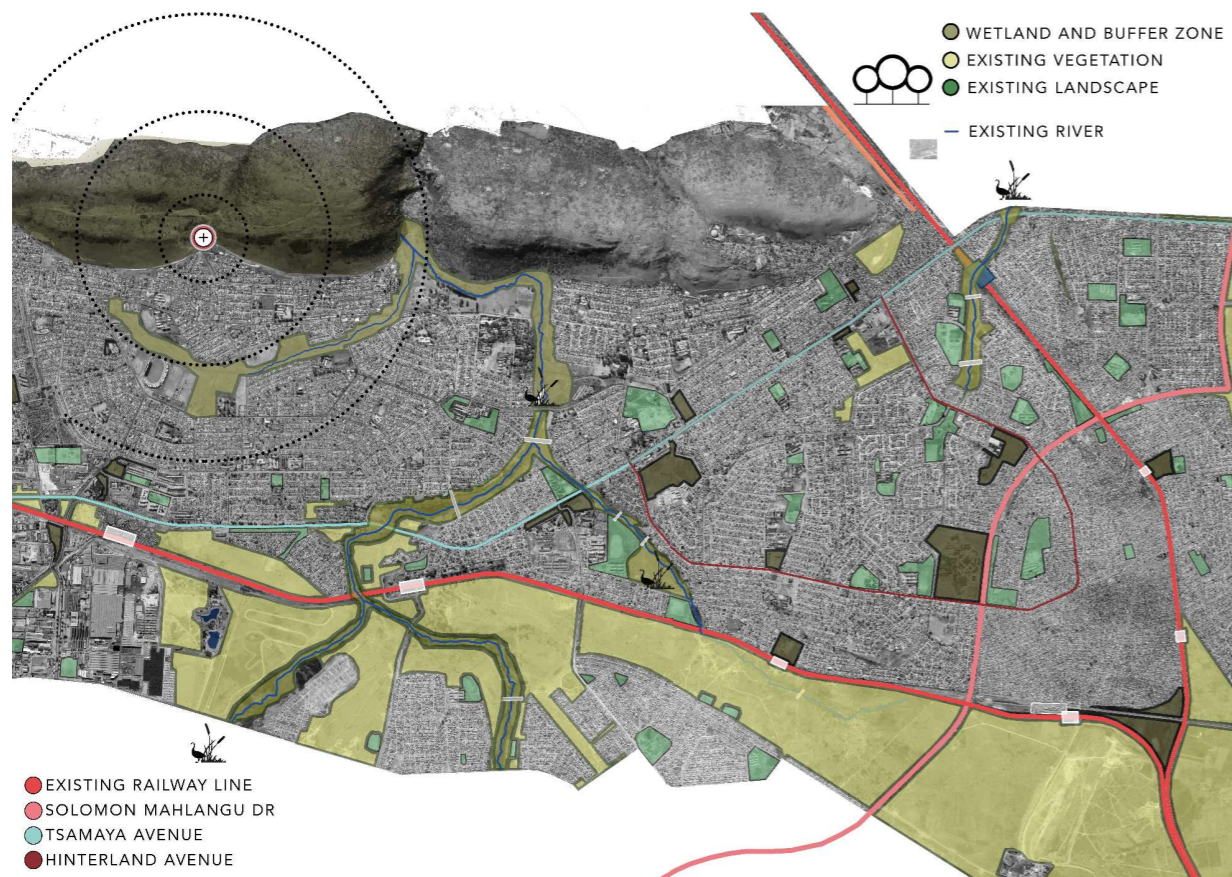 WETLAND AND BUFFER ZONE
EXISTING VEGETATION
EXISTING LANDSCAPE
EXISTING RIVER
EXISTING RAILWAY LINE
SOLOMON MAHLANGU DR
TSAMAYA AVENUE
HINTERLAND AVENUE